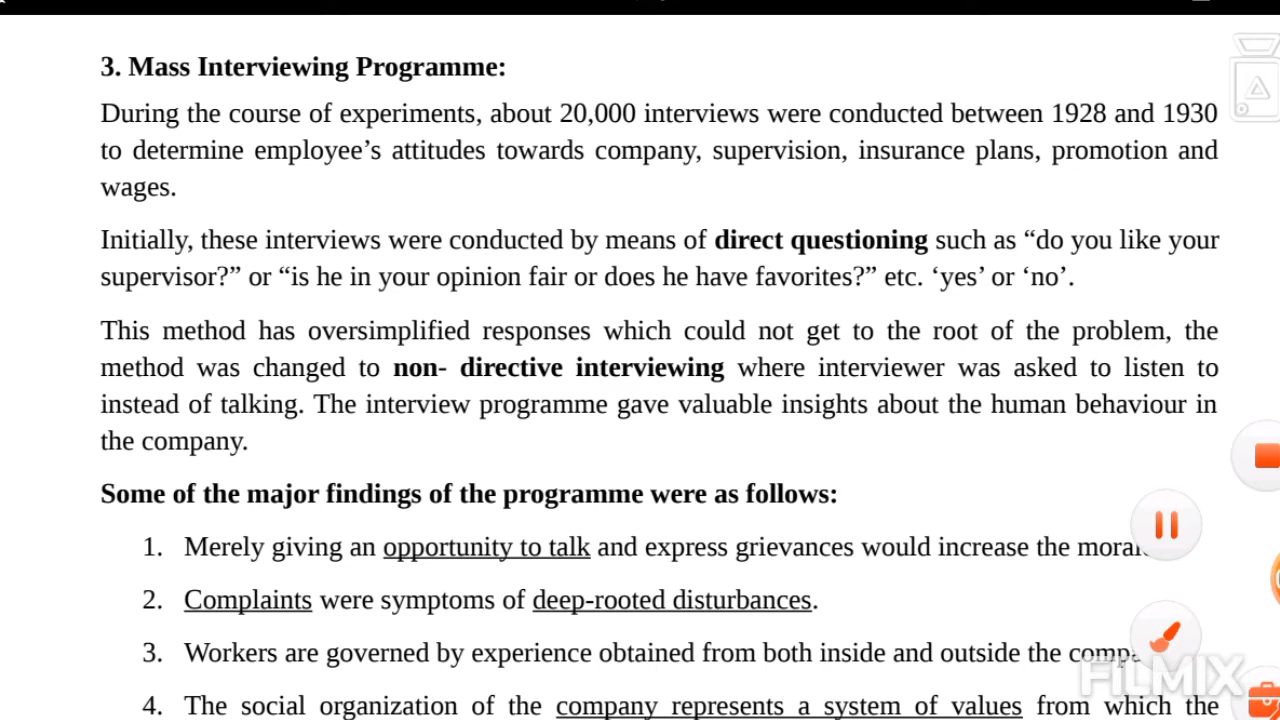 3. Mass Interviewing Programme:
During the course of experiments, about 20,000 interviews were conducted between 1928 and 1930
to determine employee’s attitudes towards company, supervision, insurance plans, promotion and
wages.
Initially, these interviews were conducted by means of direct questioning such as “do you like your
supervisor?” or “is he in your opinion fair or does he have favorites?” etc. ‘yes’ or ‘no’.
This method has oversimplified responses which could not get to the root of the problem, the
method was changed to non- directive interviewing where interviewer was asked to listen to
instead of talking. The interview programme gave valuable insights about the human behaviour in
the company.
Some of the major findings of the programme were as follows:
1. Merely giving an opportunity to talk and express grievances would increase the
2. Complaints were symptoms of deep-rooted disturbances.
3. Workers are governed by experience obtained from both inside and outside the
4. The social organization of the company represents a system of values from which the
FILMIX